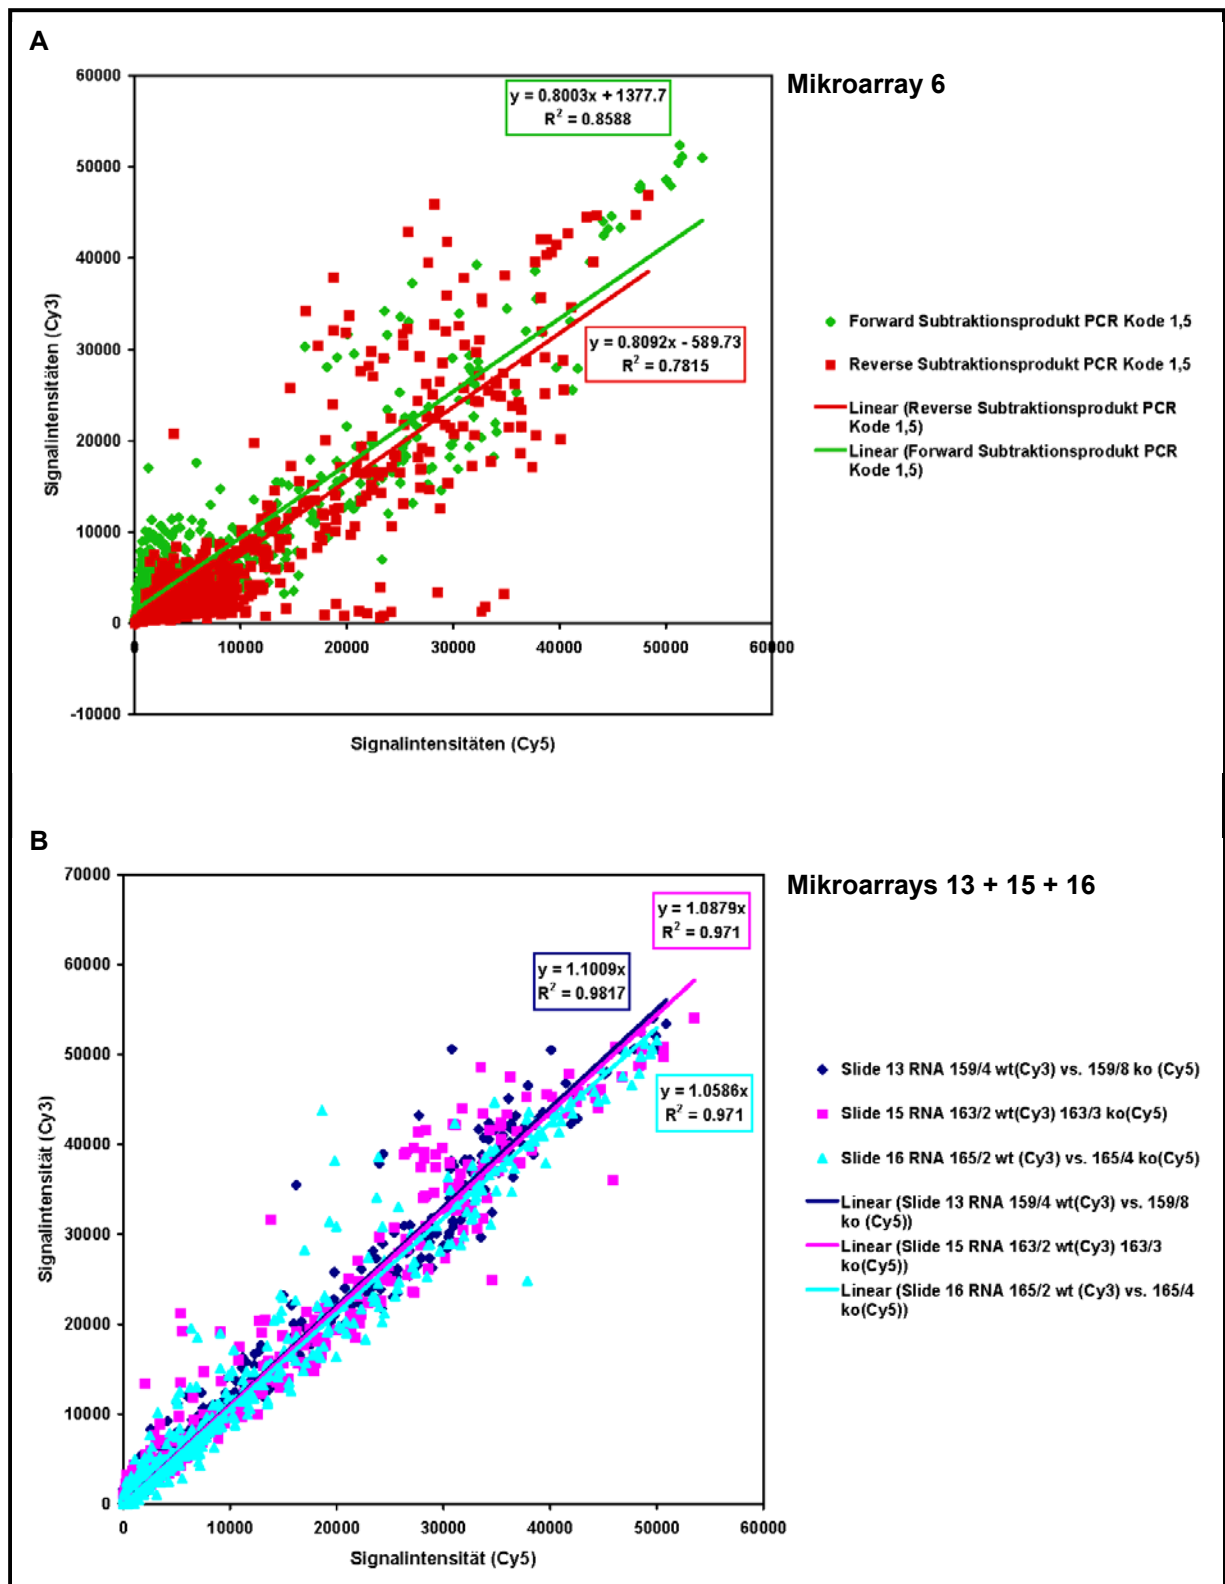 A
Mikroarray 6
60000
50000
40000
30000
20000
10000
0
-10000
Signalintensitäten (Cy3)
y = 0.8003x + 1377.7
R² = 0.8588
y = 0.8092x - 589.73
R² = 0.7815
0 10000 20000 30000 40000 50000 60000
Signalintensitäten (Cy5)
Forward Subtraktionsprodukt PCR Kode 1,5
Reverse Subtraktionsprodukt PCR Kode 1,5
Linear (Reverse Subtraktionsprodukt PCR
Kode 1,5)
Linear (Forward Subtraktionsprodukt PCR
Kode 1,5)
B
Mikroarrays 13 + 15 + 16
70000
60000
50000
40000
30000
20000
10000
0
Signalintensität (Cy3)
y = 1.0879x
R² = 0.971
y = 1.1009x
R² = 0.9817
y = 1.0586x
R² = 0.971
0 10000 20000 30000 40000 50000 60000
Signalintensität (Cy5)
Slide 13 RNA 159/4 wt(Cy3) vs. 159/8 ko (Cy5)
Slide 15 RNA 163/2 wt(Cy3) 163/3 ko(Cy5)
Slide 16 RNA 165/2 wt (Cy3) vs. 165/4 ko(Cy5)
Linear (Slide 13 RNA 159/4 wt(Cy3) vs. 159/8
ko (Cy5))
Linear (Slide 15 RNA 163/2 wt(Cy3) 163/3
ko(Cy5))
Linear (Slide 16 RNA 165/2 wt (Cy3) vs. 165/4
ko(Cy5))